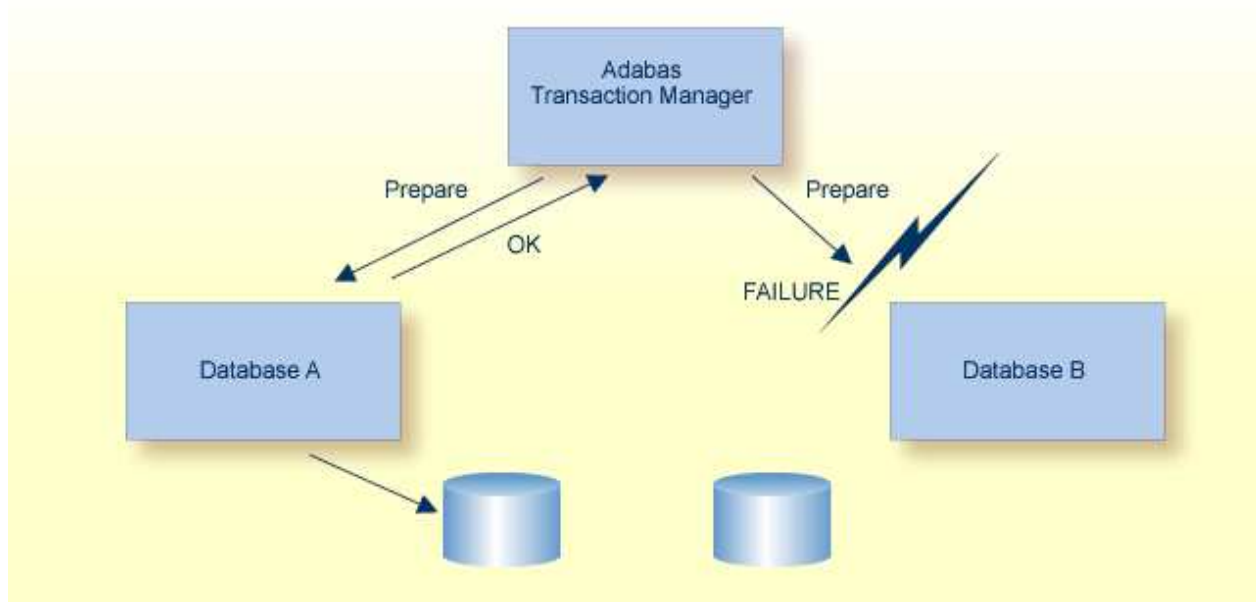 Adabas
Transaction Manager
Prepare
Prepare
OK
FAILURE
Database A
Database B